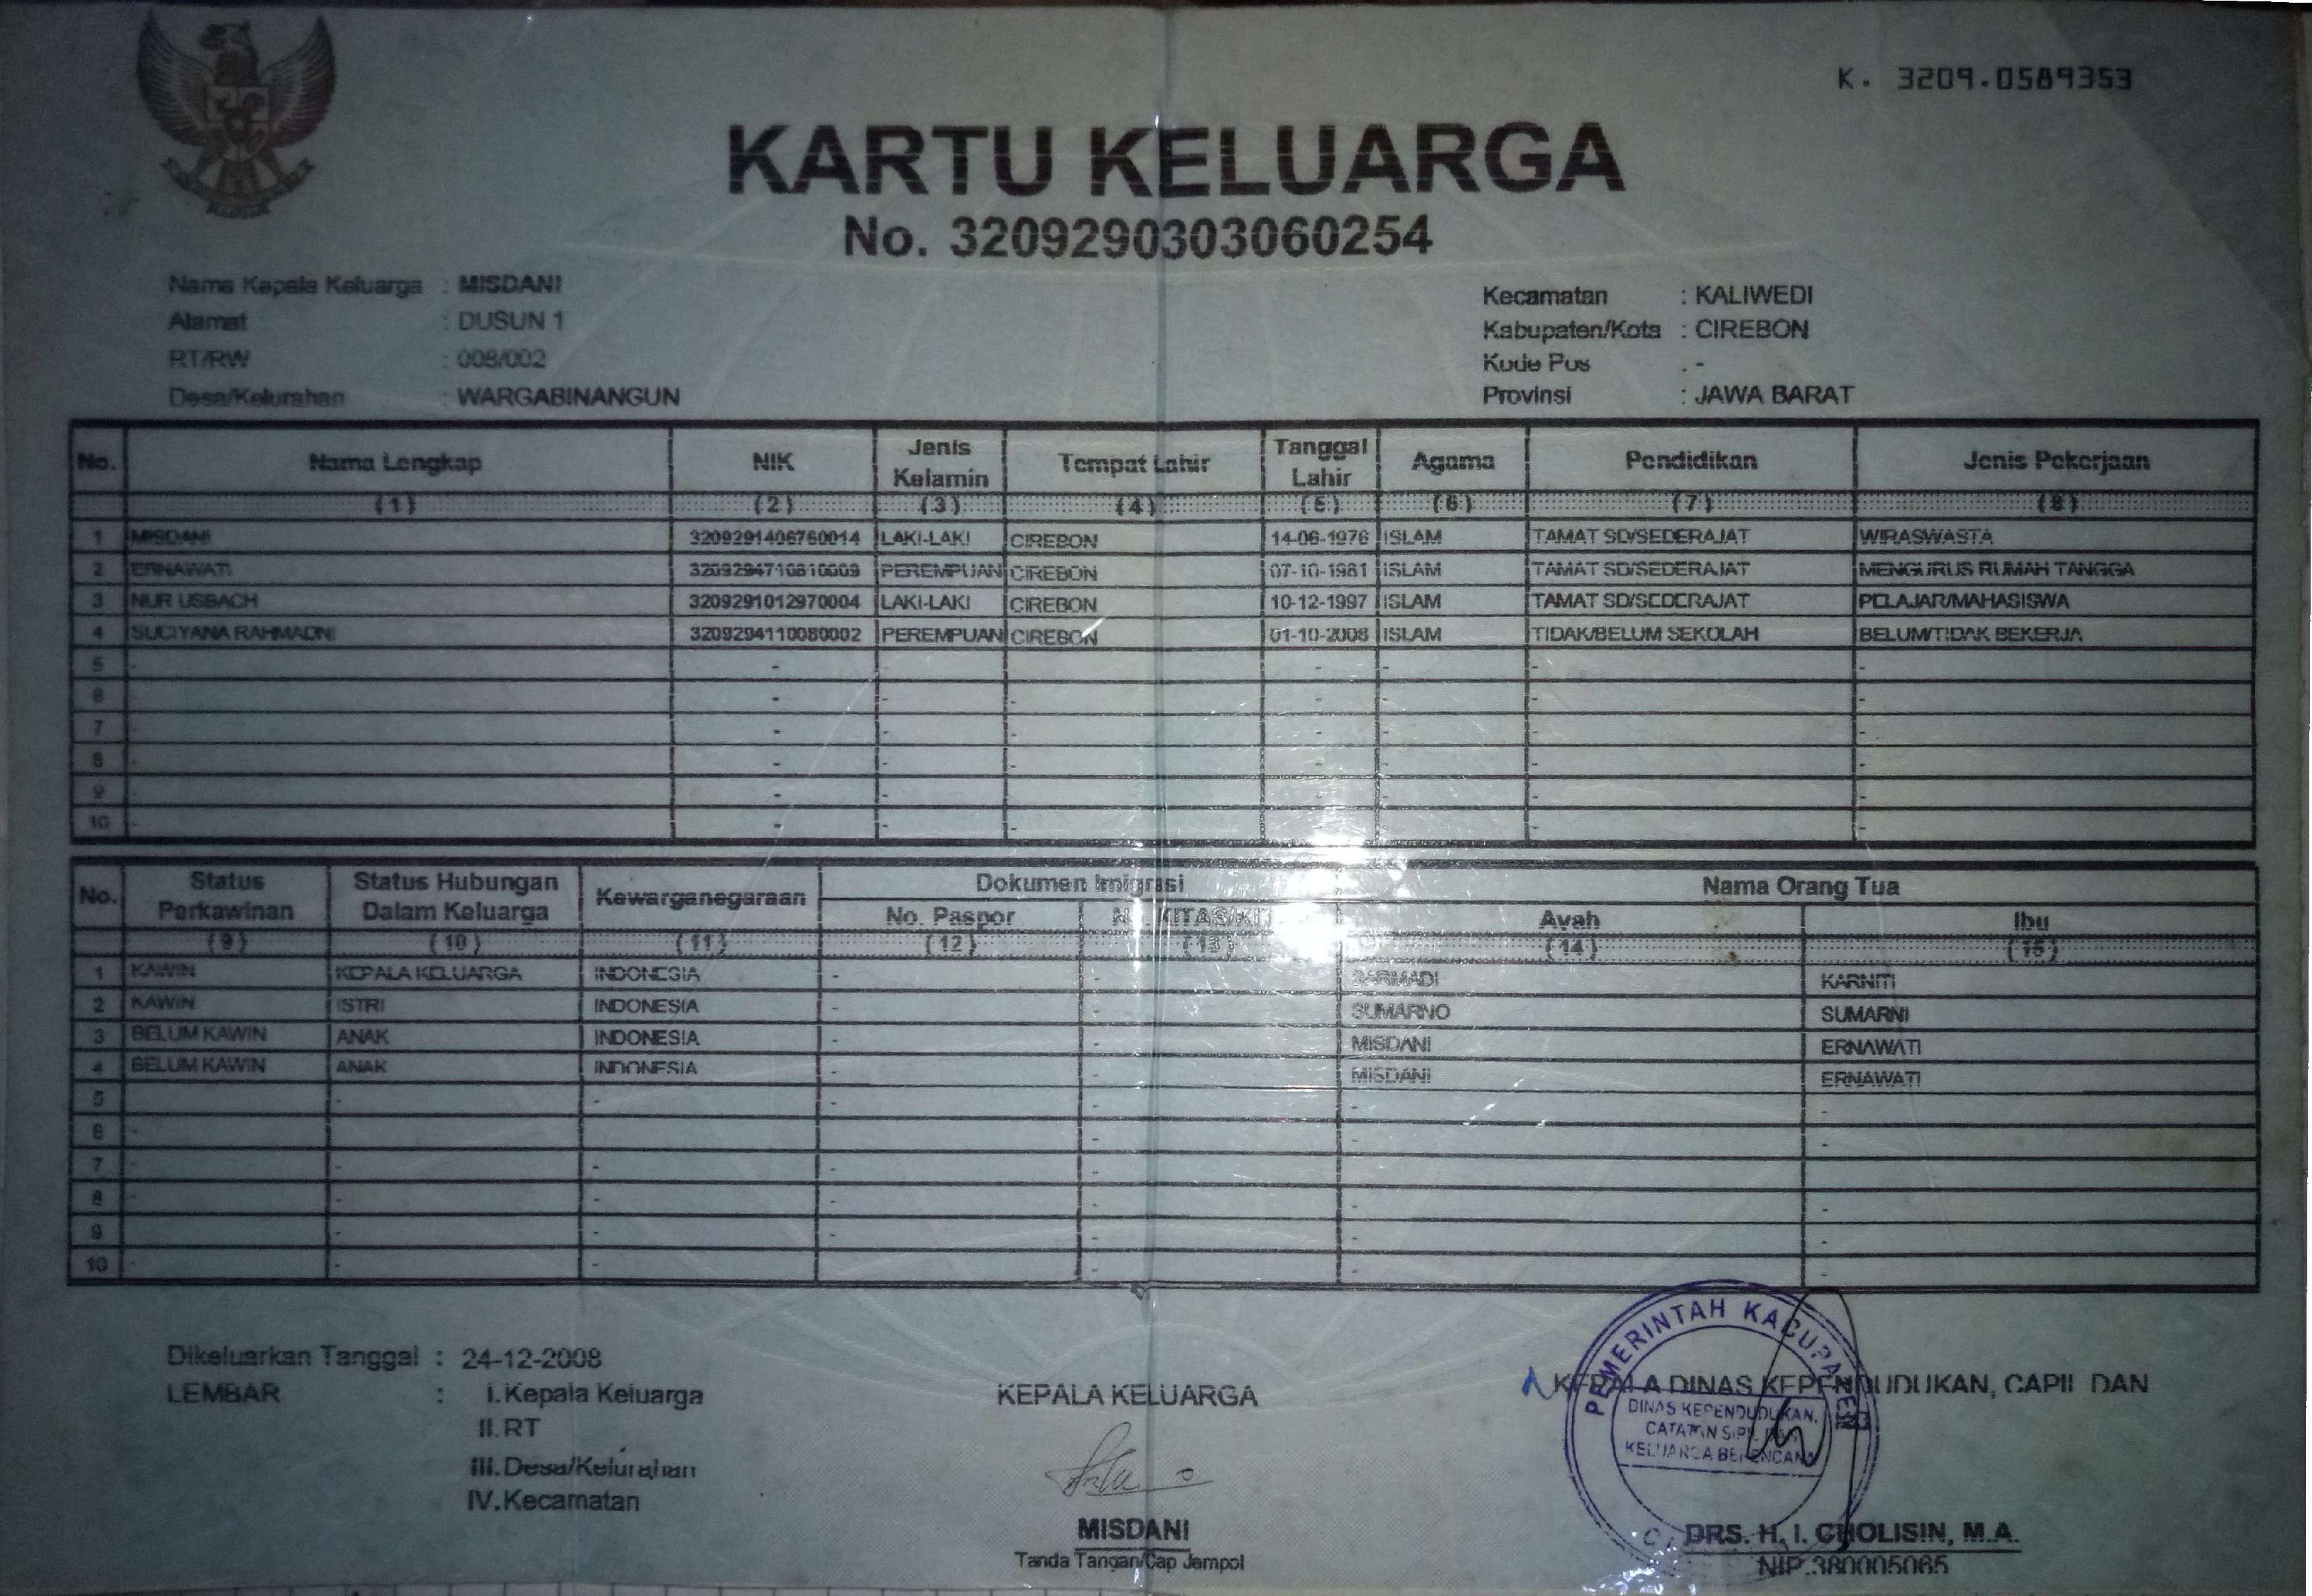 K. 3209.0589353
KARTU KELUARGA
No. 3209290303060254
Nama Kepala Keluarga : MISDANI
Alamat : DUSUN 1
RT/RW : 008/002
Desa/Kelurahan : WARGABINANGUN
Kecamatan : KALIWEDI
Kabupaten/Kota : CIREBON
Kode Pos : -
Provinsi : JAWA BARAT
No. Nama Lengkap NIK Jenis Kelamin Tempat Lahir Tanggal Lahir Agama Pendidikan Jenis Pekerjaan
(1) (2) (3) (4) (5) (6) (7) (8)
1 MISDANI 3209291406760014 LAKI-LAKI CIREBON 14-06-1976 ISLAM TAMAT SD/SEDERAJAT WIRASWASTA
2 ERNAWATI 3209294710810009 PEREMPUAN CIREBON 07-10-1981 ISLAM TAMAT SD/SEDERAJAT MENGURUS RUMAH TANGGA
3 NUR USBACH 3209291012970004 LAKI-LAKI CIREBON 10-12-1997 ISLAM TAMAT SD/SEDERAJAT PELAJAR/MAHASISWA
4 SUCIYANA RAHMADNI 3209294110080002 PEREMPUAN CIREBON 01-10-2008 ISLAM TIDAK/BELUM SEKOLAH BELUM/TIDAK BEKERJA
5 - - - - - - - -
6 - - - - - - - -
7 - - - - - - - -
8 - - - - - - - -
9 - - - - - - - -
10 - - - - - - - -
No. Status Perkawinan Status Hubungan Dalam Keluarga Kewarganegaraan Dokumen Imigrasi Nama Orang Tua
No. Paspor No. KITAS/KIT Ayah Ibu
(9) (10) (11) (12) (13) (14) (15)
1 KAWIN KEPALA KELUARGA INDONESIA - - SARMADI KARNITI
2 KAWIN ISTRI INDONESIA - - SUMARNO SUMARNI
3 BELUM KAWIN ANAK INDONESIA - - MISDANI ERNAWATI
4 BELUM KAWIN ANAK INDONESIA - - MISDANI ERNAWATI
5 - - - - - - -
6 - - - - - - -
7 - - - - - - -
8 - - - - - - -
9 - - - - - - -
10 - - - - - - -
Dikeluarkan Tanggal : 24-12-2008
LEMBAR : I. Kepala Keluarga
II. RT
III. Desa/Kelurahan
IV. Kecamatan
KEPALA KELUARGA
MISDANI
Tanda Tangan/Cap Jempol
KEPALA DINAS KEPENDUDUKAN, CAPIL DAN
PEMERINTAH KABUPATEN
DINAS KEPENDUDUKAN,
CATATAN SIPIL DAN
KELUARGA BERENCANA
DRS. H. I. CHOLISIN, M.A.
NIP.380005065